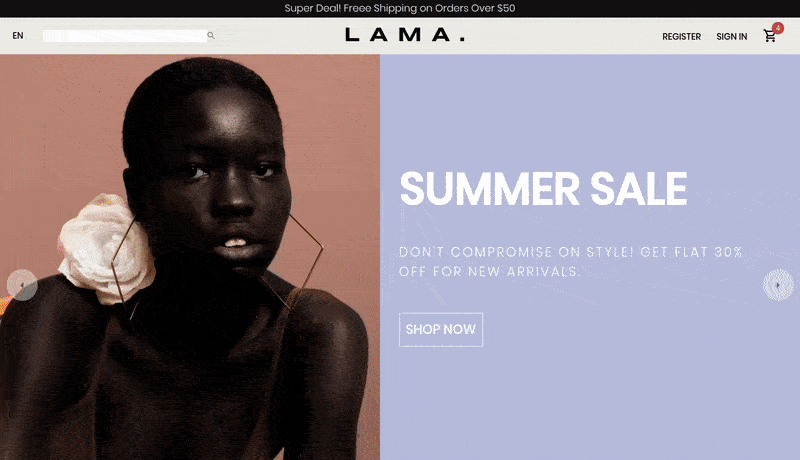 Super Deal! Freee Shipping on Orders Over $50
EN
LAMA.
REGISTER
SIGN IN
4
SUMMER SALE
DON'T COMPROMISE ON STYLE! GET FLAT 30%
OFF FOR NEW ARRIVALS.
SHOP NOW